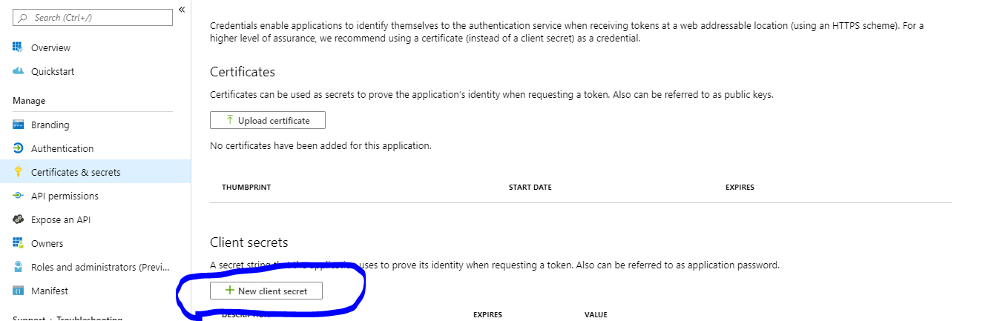 Search (Ctrl+/)
«
Overview
Quickstart
Manage
Branding
Authentication
Certificates & secrets
API permissions
Expose an API
Owners
Roles and administrators (Previ...
Manifest
Support + Troubleshooting
Credentials enable applications to identify themselves to the authentication service when receiving tokens at a web addressable location (using an HTTPS scheme). For a
higher level of assurance, we recommend using a certificate (instead of a client secret) as a credential.
Certificates
Certificates can be used as secrets to prove the application's identity when requesting a token. Also can be referred to as public keys.
Upload certificate
No certificates have been added for this application.
THUMBPRINT START DATE EXPIRES
Client secrets
A secret string that the application uses to prove its identity when requesting a token. Also can be referred to as application password.
New client secret
DESCRIPTION EXPIRES VALUE